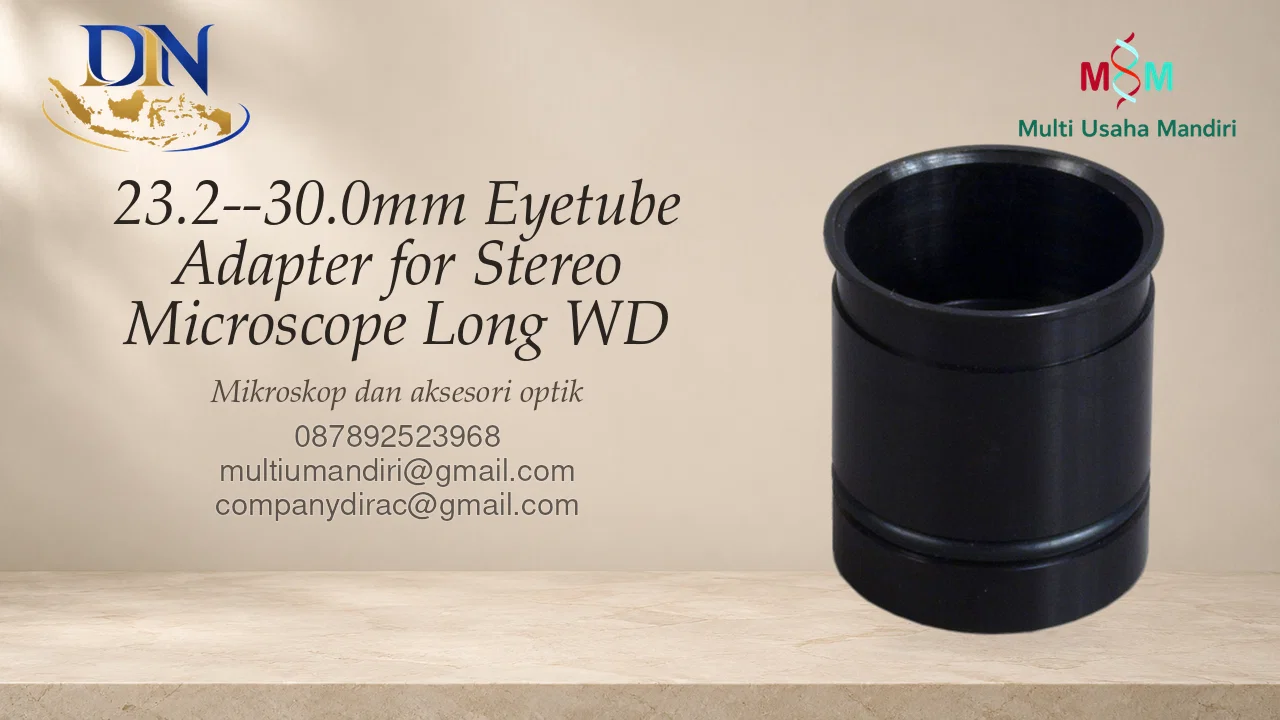 DN
M M
Multi Usaha Mandiri
23.2--30.0mm Eyetube
Adapter for Stereo
Microscope Long WD
Mikroskop dan aksesori optik
087892523968
multiumandiri@gmail.com
companydirac@gmail.com